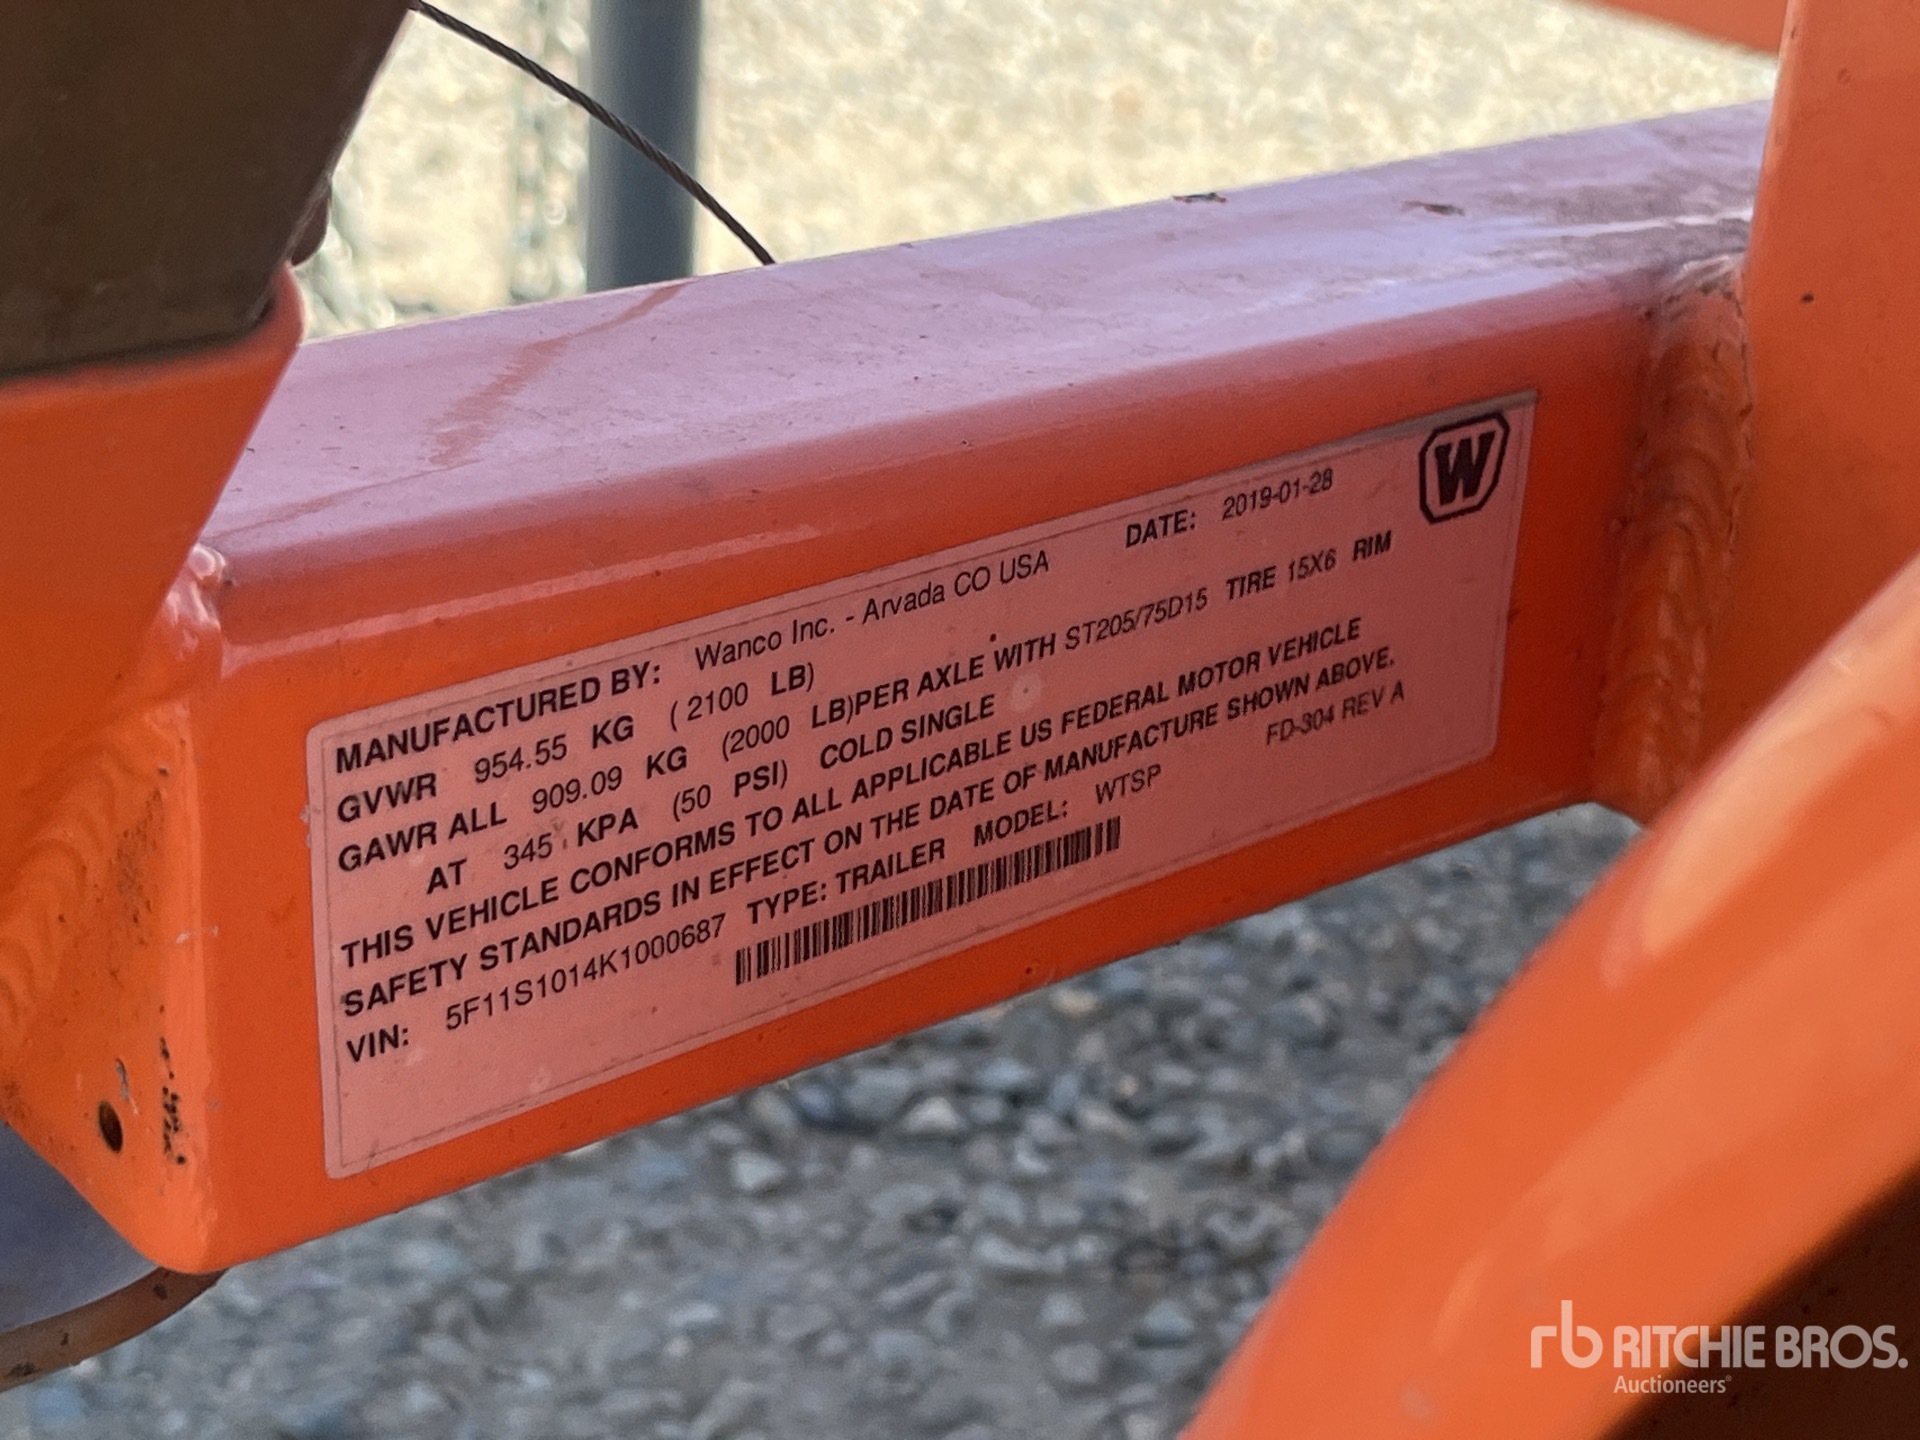 MANUFACTURED BY: Wanco Inc. - Arvada CO USA DATE: 2019-01-28 W
GVWR 954.55 KG ( 2100 LB)
GAWR ALL 909.09 KG (2000 LB)PER AXLE WITH ST205/75D15 TIRE 15X6 RIM
AT 345 KPA (50 PSI) COLD SINGLE
THIS VEHICLE CONFORMS TO ALL APPLICABLE US FEDERAL MOTOR VEHICLE
SAFETY STANDARDS IN EFFECT ON THE DATE OF MANUFACTURE SHOWN ABOVE.
VIN: 5F11S1014K1000687 TYPE: TRAILER MODEL: WTSP FD-304 REV A
rb RITCHIE BROS.
Auctioneers®